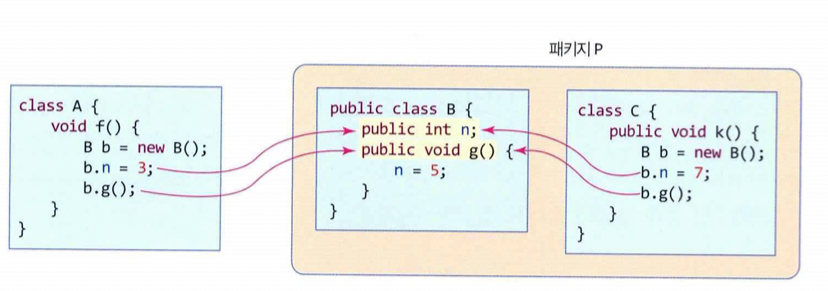 패키지 P
class A {
void f() {
B b = new B();
b.n = 3;
b.g();
}
}
public class B {
public int n;
public void g() {
n = 5;
}
}
class C {
public void k() {
B b = new B();
b.n = 7;
b.g();
}
}